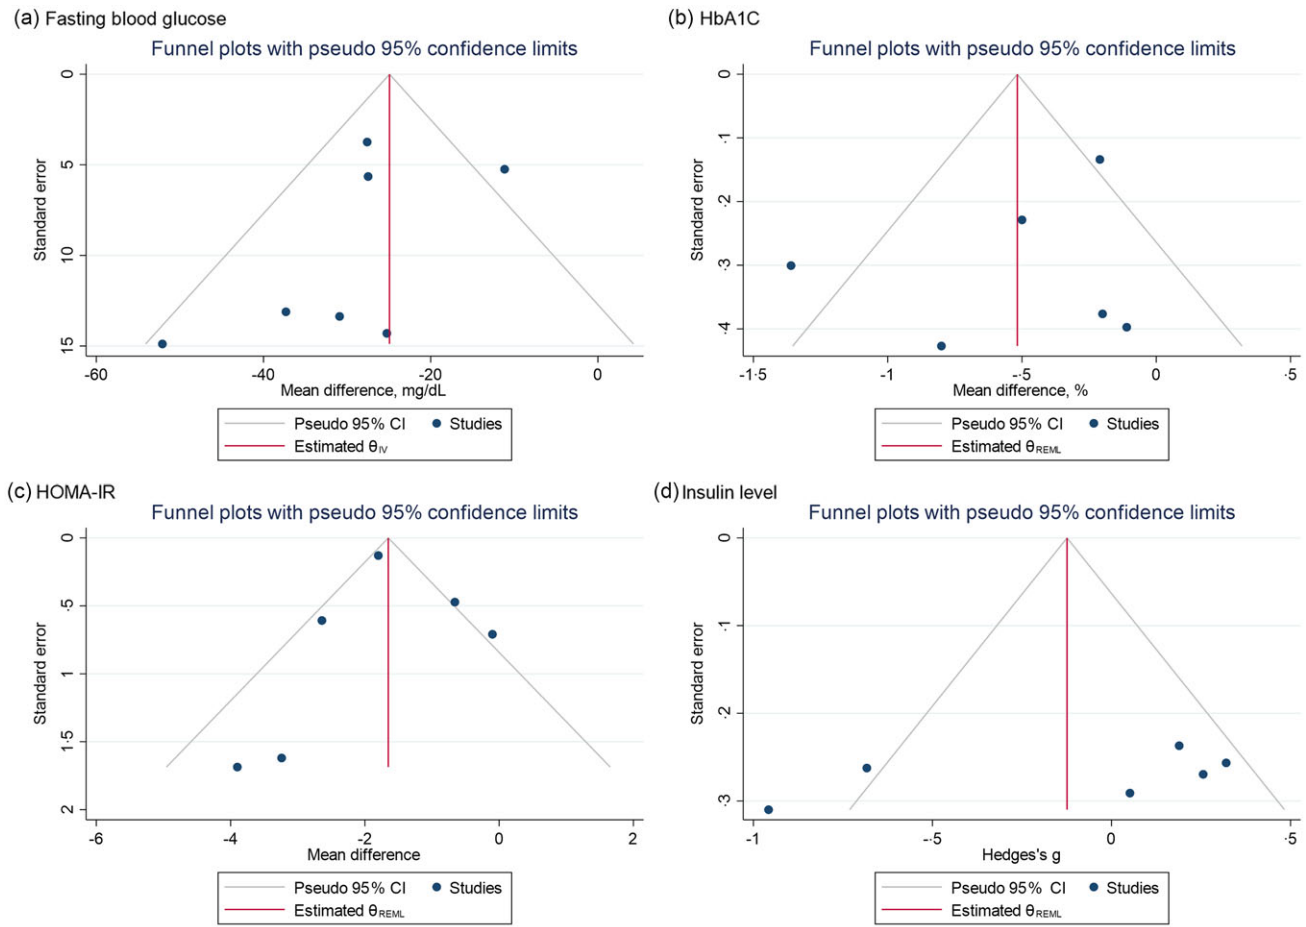 (a) Fasting blood glucose
Funnel plots with pseudo 95% confidence limits
Standard error
0
5
10
15
-60
-40
-20
0
Mean difference, mg/dL
Pseudo 95% CI
Studies
Estimated θIV
(b) HbA1C
Funnel plots with pseudo 95% confidence limits
Standard error
0
·1
·2
·3
·4
-1·5
-1
-·5
0
·5
Mean difference, %
Pseudo 95% CI
Studies
Estimated θREML
(c) HOMA-IR
Funnel plots with pseudo 95% confidence limits
Standard error
0
·5
1
1·5
2
-6
-4
-2
0
2
Mean difference
Pseudo 95% CI
Studies
Estimated θREML
(d) Insulin level
Funnel plots with pseudo 95% confidence limits
Standard error
0
·1
·2
·3
-1
-·5
0
·5
Hedges's g
Pseudo 95% CI
Studies
Estimated θREML